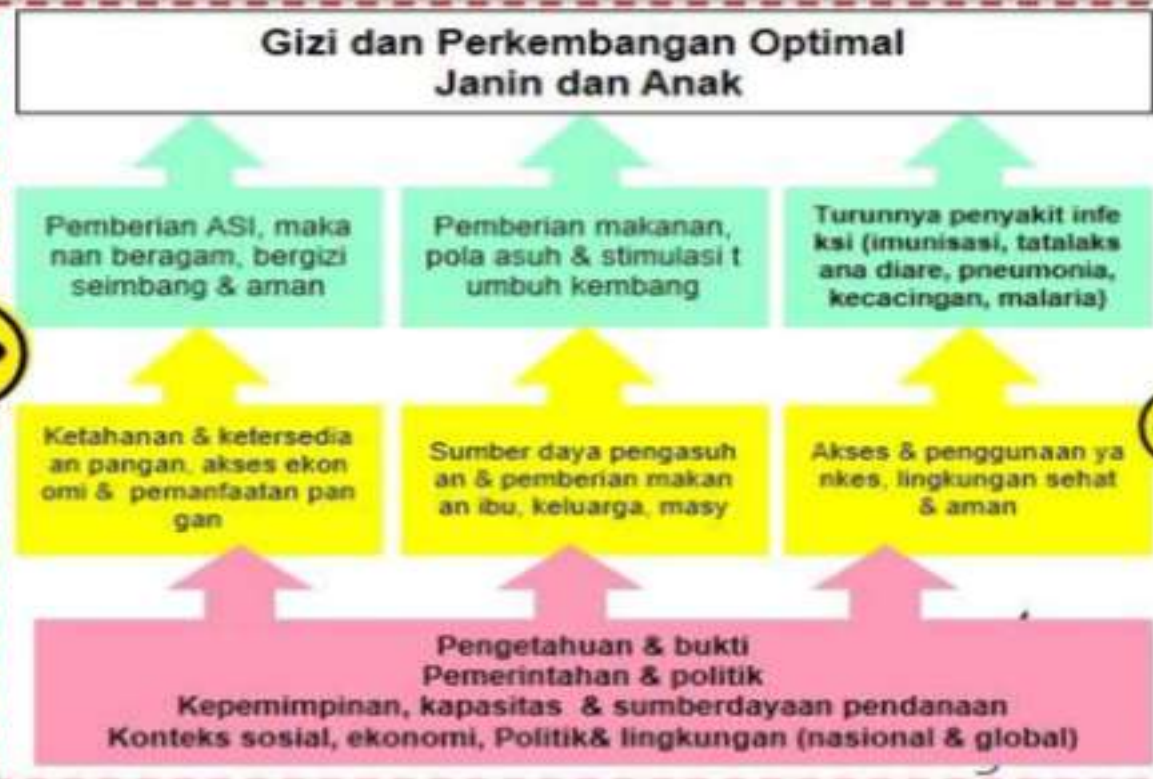 Gizi dan Perkembangan Optimal
Janin dan Anak
Pemberian ASI, maka
nan beragam, bergizi
seimbang & aman
Pemberian makanan,
pola asuh & stimulasi t
umbuh kembang
Turunnya penyakit infe
ksi (imunisasi, tatalaks
ana diare, pneumonia,
kecacingan, malaria)
Ketahanan & ketersedia
an pangan, akses ekon
omi & pemanfaatan pan
gan
Sumber daya pengasuh
an & pemberian makan
an ibu, keluarga, masy
Akses & penggunaan ya
nkes, lingkungan sehat
& aman
Pengetahuan & bukti
Pemerintahan & politik
Kepemimpinan, kapasitas & sumberdayaan pendanaan
Konteks sosial, ekonomi, Politik& lingkungan (nasional & global)